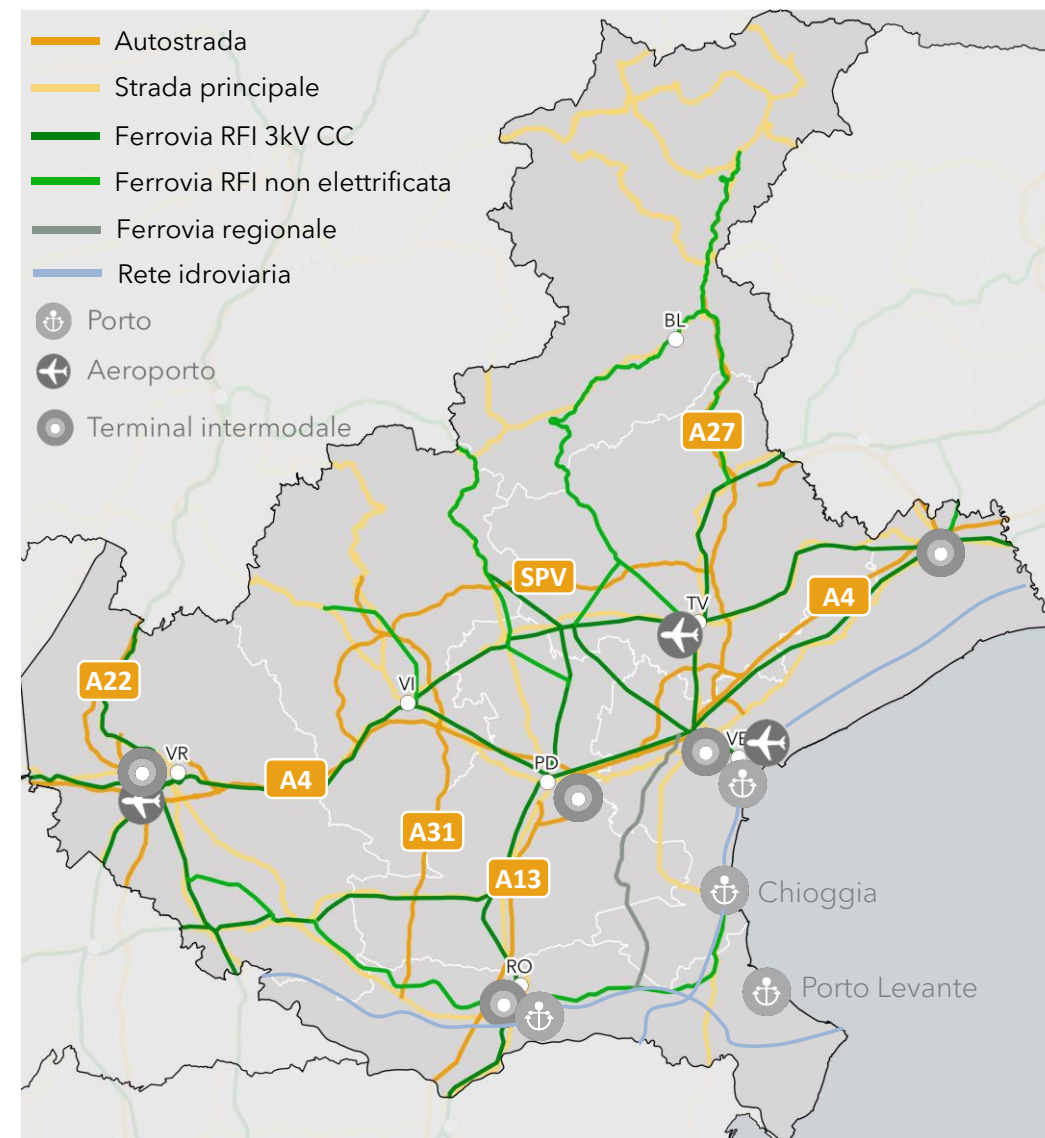 Autostrada
Strada principale
Ferrovia RFI 3kV CC
Ferrovia RFI non elettrificata
Ferrovia regionale
Rete idroviaria
Porto
Aeroporto
Terminal intermodale
BL
A27
SPV
TV
A4
A22
VI
VR
VE
A4
PD
A31
A13
Chioggia
RO
Porto Levante